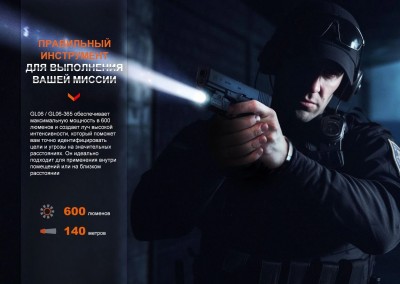 ПРАВИЛЬНЫЙ
ИНСТРУМЕНТ
ДЛЯ ВЫПОЛНЕНИЯ
ВАШЕЙ МИССИИ
GL06 / GL06-365 обеспечивает
максимальную мощность в 600
люменов и создает луч высокой
интенсивности, который поможет
вам точно идентифицировать
цели и угрозы на значительных
расстояниях. Он идеально
подходит для применения внутри
помещений или на близком
расстоянии
600 люменов
140 метров